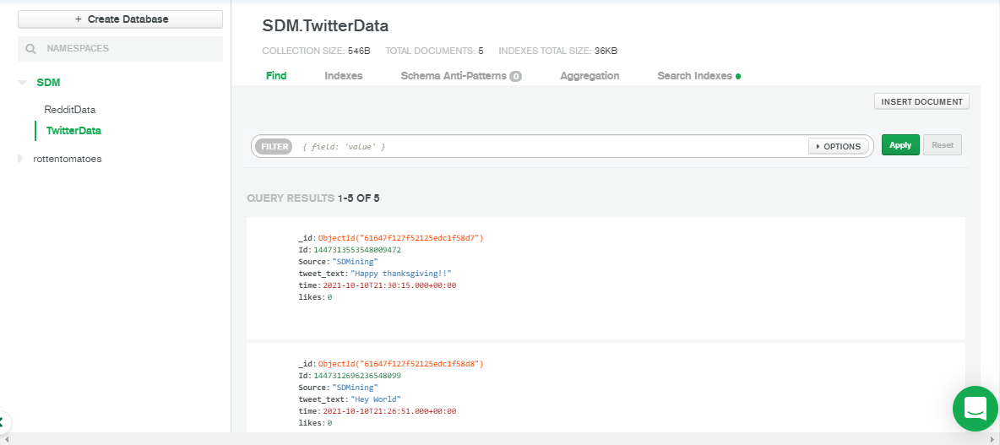 + Create Database
NAMESPACES
SDM
RedditData
TwitterData
rottentomatoes
SDM.TwitterData
COLLECTION SIZE: 546B TOTAL DOCUMENTS: 5 INDEXES TOTAL SIZE: 36KB
Find Indexes Schema Anti-Patterns 0 Aggregation Search Indexes
INSERT DOCUMENT
FILTER { field: 'value' } OPTIONS Apply Reset
QUERY RESULTS 1-5 OF 5
_id: ObjectId("61647f127f52125edc1f58d7")
Id: 1447313553548009472
Source: "SDMining"
tweet_text: "Happy thanksgiving!!"
time: 2021-10-10T21:30:15.000+00:00
likes: 0
_id: ObjectId("61647f127f52125edc1f58d8")
Id: 1447312696236548099
Source: "SDMining"
tweet_text: "Hey World"
time: 2021-10-10T21:26:51.000+00:00
likes: 0